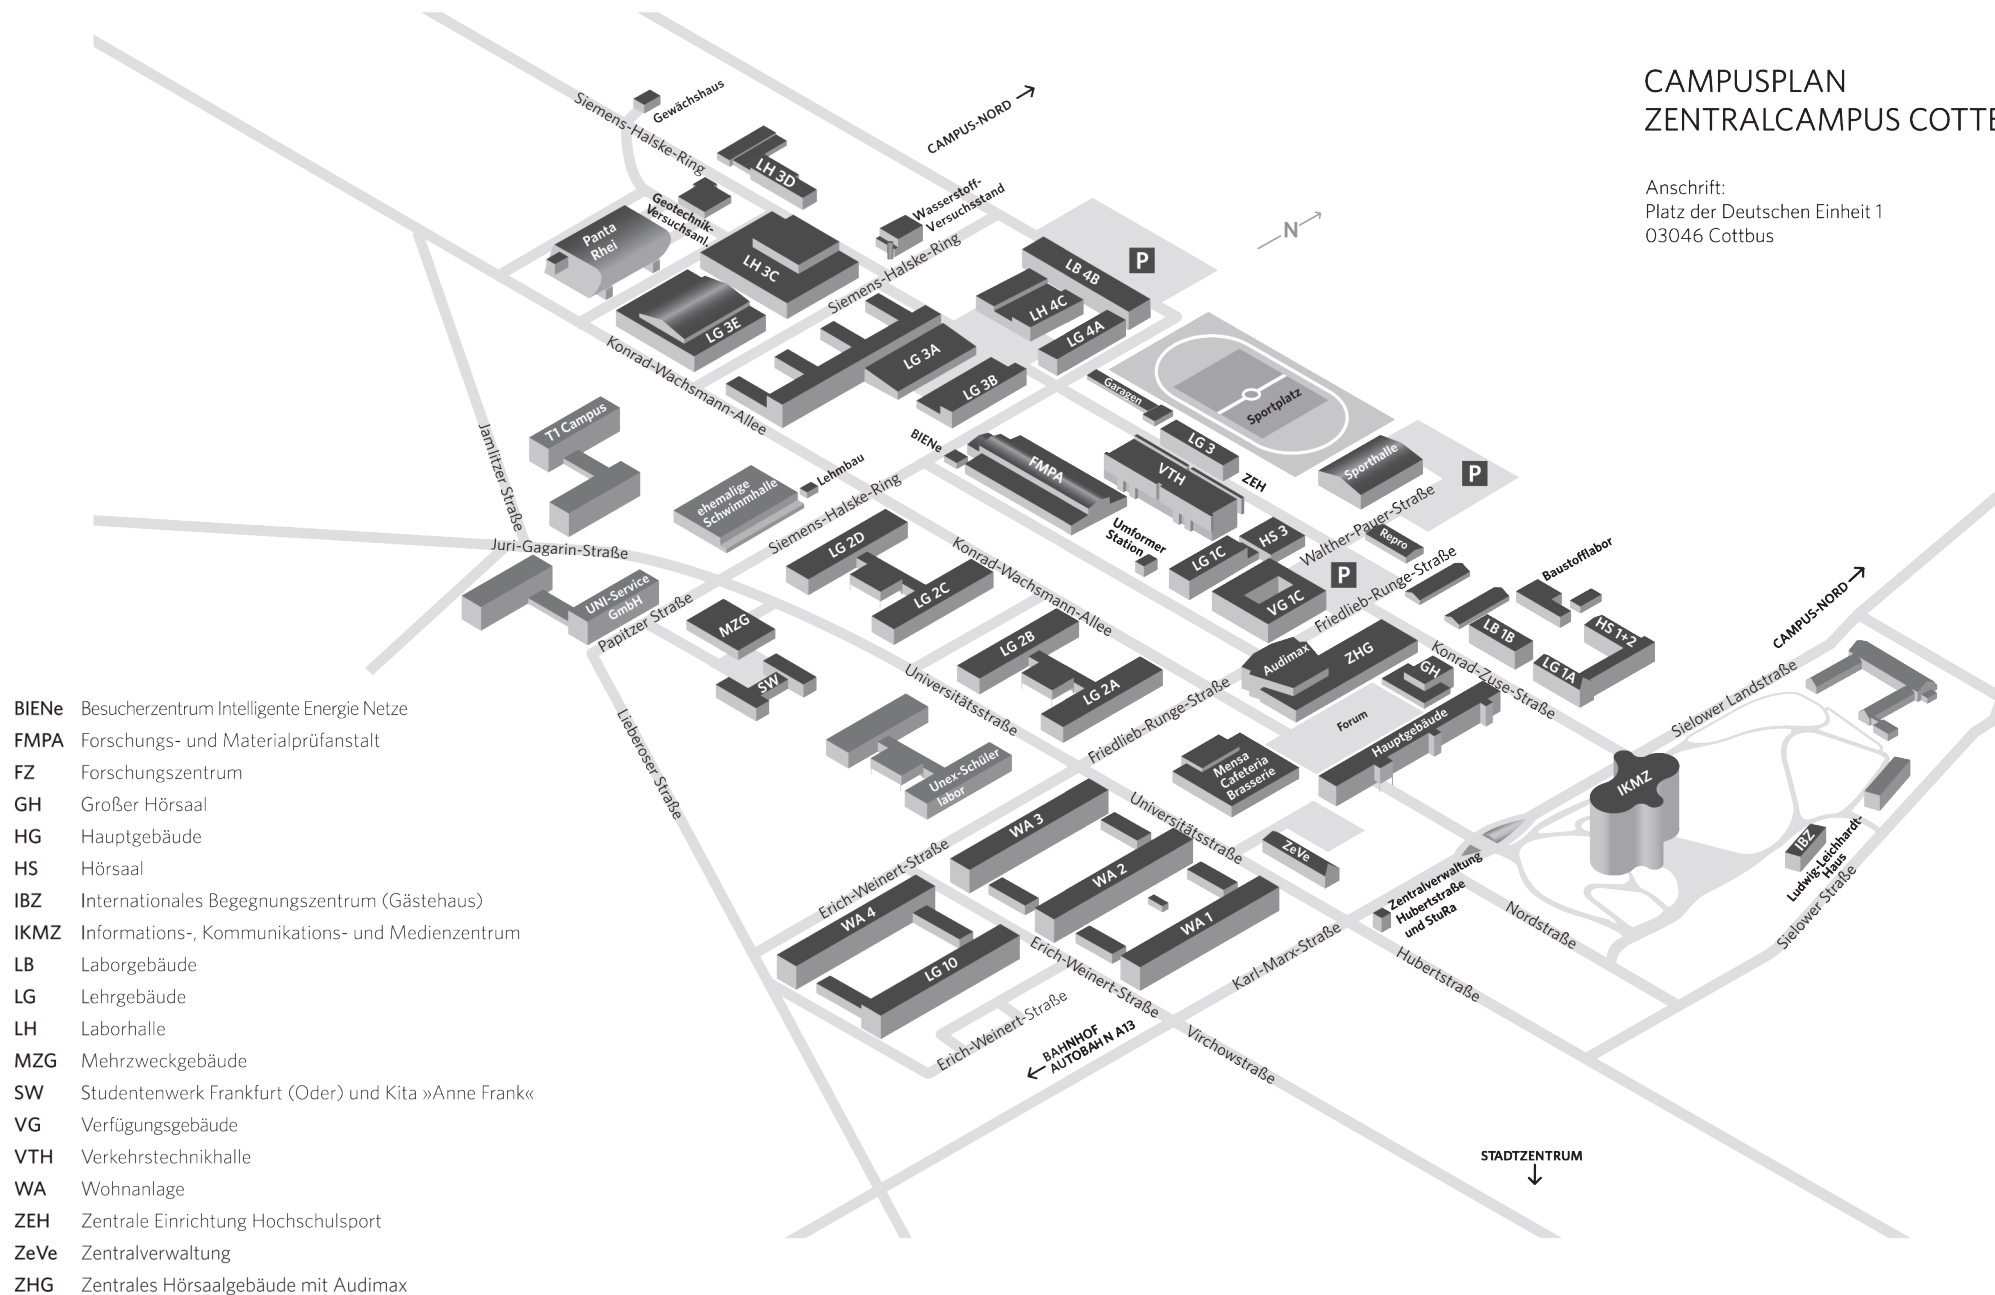 CAMPUSPLAN
ZENTRALCAMPUS COTTB
Anschrift:
Platz der Deutschen Einheit 1
03046 Cottbus
Siemens-Halske-Ring
Gewächshaus
CAMPUS-NORD
LH 3D
Wasserstoff-
Versuchsstand
Geotechnik-
Versuchsanl.
Panta
Rhei
N
P
LH 3C
Siemens-Halske-Ring
LB 4B
LH 4C
LG 3E
LG 4A
Konrad-Wachsmann-Allee
LG 3A
LG 3B
Garagen
Sportplatz
T1 Campus
Jamlitzer Straße
BIENe
LG 3
Sporthalle
P
FMPA
VTH
ZEH
Lehmbau
ehemalige
Schwimmhalle
Siemens-Halske-Ring
Umformer
Station
Walther-Pauer-Straße
Repro
Juri-Gagarin-Straße
LG 2D
Konrad-Wachsmann-Allee
LG 1C
HS 3
P
Friedlieb-Runge-Straße
Baustofflabor
UNI-Service
GmbH
Papitzer Straße
LG 2C
VG 1C
CAMPUS-NORD
MZG
LG 2B
Audimax
ZHG
GH
LB 1B
HS 1+2
LG 1A
Konrad-Zuse-Straße
SW
Universitätsstraße
LG 2A
Friedlieb-Runge-Straße
Forum
Hauptgebäude
Sielower Landstraße
Lieberoser Straße
Unex-Schüler
labor
Mensa
Cafeteria
Brasserie
IKMZ
WA 3
Universitätsstraße
ZeVe
IBZ
Ludwig-Leichhardt-
Haus
Erich-Weinert-Straße
WA 2
Zentralverwaltung
Hubertstraße
und StuRa
Sielower Straße
WA 4
WA 1
Nordstraße
LG 10
Erich-Weinert-Straße
Karl-Marx-Straße
Hubertstraße
Erich-Weinert-Straße
BAHNHOF
AUTOBAHN A13
Virchowstraße
STADTZENTRUM
BIENe Besucherzentrum Intelligente Energie Netze
FMPA Forschungs- und Materialprüfanstalt
FZ Forschungszentrum
GH Großer Hörsaal
HG Hauptgebäude
HS Hörsaal
IBZ Internationales Begegnungszentrum (Gästehaus)
IKMZ Informations-, Kommunikations- und Medienzentrum
LB Laborgebäude
LG Lehrgebäude
LH Laborhalle
MZG Mehrzweckgebäude
SW Studentenwerk Frankfurt (Oder) und Kita »Anne Frank«
VG Verfügungsgebäude
VTH Verkehrstechnikhalle
WA Wohnanlage
ZEH Zentrale Einrichtung Hochschulsport
ZeVe Zentralverwaltung
ZHG Zentrales Hörsaalgebäude mit Audimax